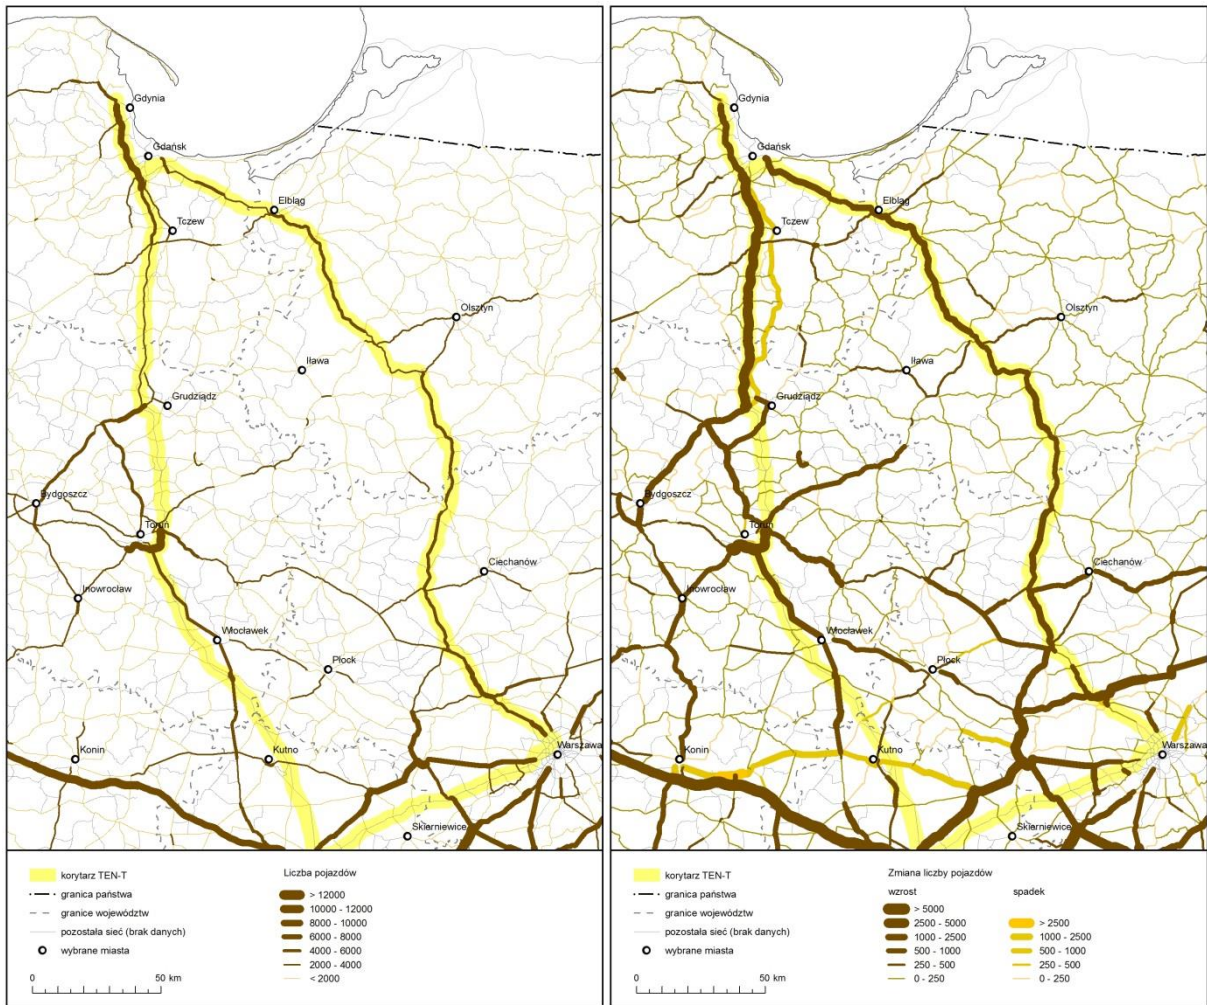 Gdynia
Gdańsk
Elbląg
Tczew
Olsztyn
Iława
Grudziądz
Bydgoszcz
Toruń
Ciechanów
Inowrocław
Włocławek
Płock
Konin
Kutno
Warszawa
Skierniewice
korytarz TEN-T
granica państwa
granice województw
pozostała sieć (brak danych)
wybrane miasta
0 50 km
Liczba pojazdów
> 12000
10000 - 12000
8000 - 10000
6000 - 8000
4000 - 6000
2000 - 4000
< 2000
Gdynia
Gdańsk
Elbląg
Tczew
Olsztyn
Iława
Grudziądz
Bydgoszcz
Toruń
Ciechanów
Inowrocław
Włocławek
Płock
Konin
Kutno
Warszawa
Skierniewice
korytarz TEN-T
granica państwa
granice województw
pozostała sieć (brak danych)
wybrane miasta
0 50 km
Zmiana liczby pojazdów
wzrost
> 5000
2500 - 5000
1000 - 2500
500 - 1000
250 - 500
0 - 250
spadek
> 2500
1000 - 2500
500 - 1000
250 - 500
0 - 250